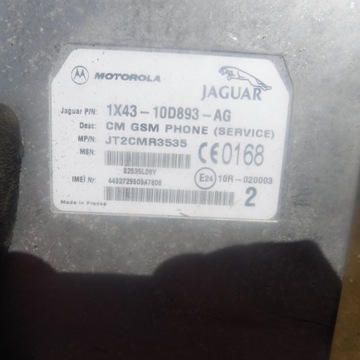 MOTOROLA
JAGUAR
Jaguar P/N: 1X43-10D893-AG
Desc: CM GSM PHONE (SERVICE)
MP/N: JT2CMR3535
MSN:
CE0168
IMEI Nr:
E24 10R-020003
2
Made in France